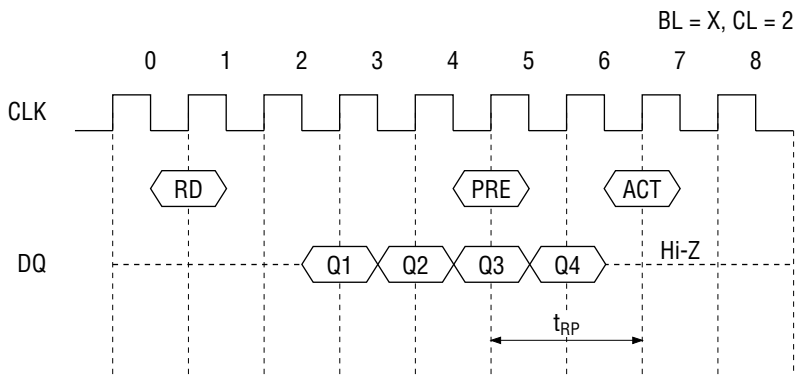 BL = X, CL = 2
0 1 2 3 4 5 6 7 8
CLK
RD PRE ACT
DQ Q1 Q2 Q3 Q4 Hi-Z
tRP